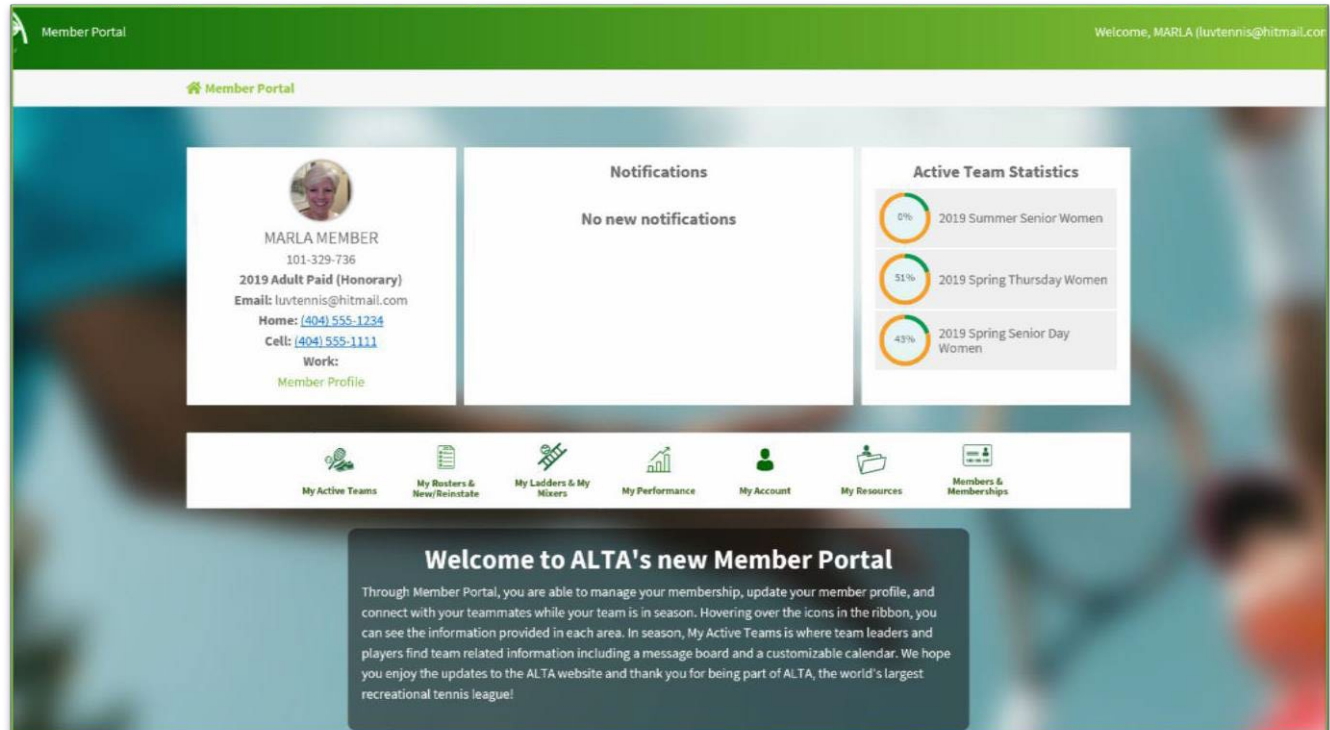 Member Portal
Welcome, MARLA (luvtennis@hitmail.com
Member Portal
MARLA MEMBER
101-329-736
2019 Adult Paid (Honorary)
Email: luvtennis@hitmail.com
Home: (404) 555-1234
Cell: (404) 555-1111
Work:
Member Profile
Notifications
No new notifications
Active Team Statistics
0%
2019 Summer Senior Women
51%
2019 Spring Thursday Women
43%
2019 Spring Senior Day
Women
My Active Teams
My Rosters &
New/Reinstate
My Ladders & My
Mixers
My Performance
My Account
My Resources
Members &
Memberships
Welcome to ALTA's new Member Portal
Through Member Portal, you are able to manage your membership, update your member profile, and
connect with your teammates while your team is in season. Hovering over the icons in the ribbon, you
can see the information provided in each area. In season, My Active Teams is where team leaders and
players find team related information including a message board and a customizable calendar. We hope
you enjoy the updates to the ALTA website and thank you for being part of ALTA, the world's largest
recreational tennis league!